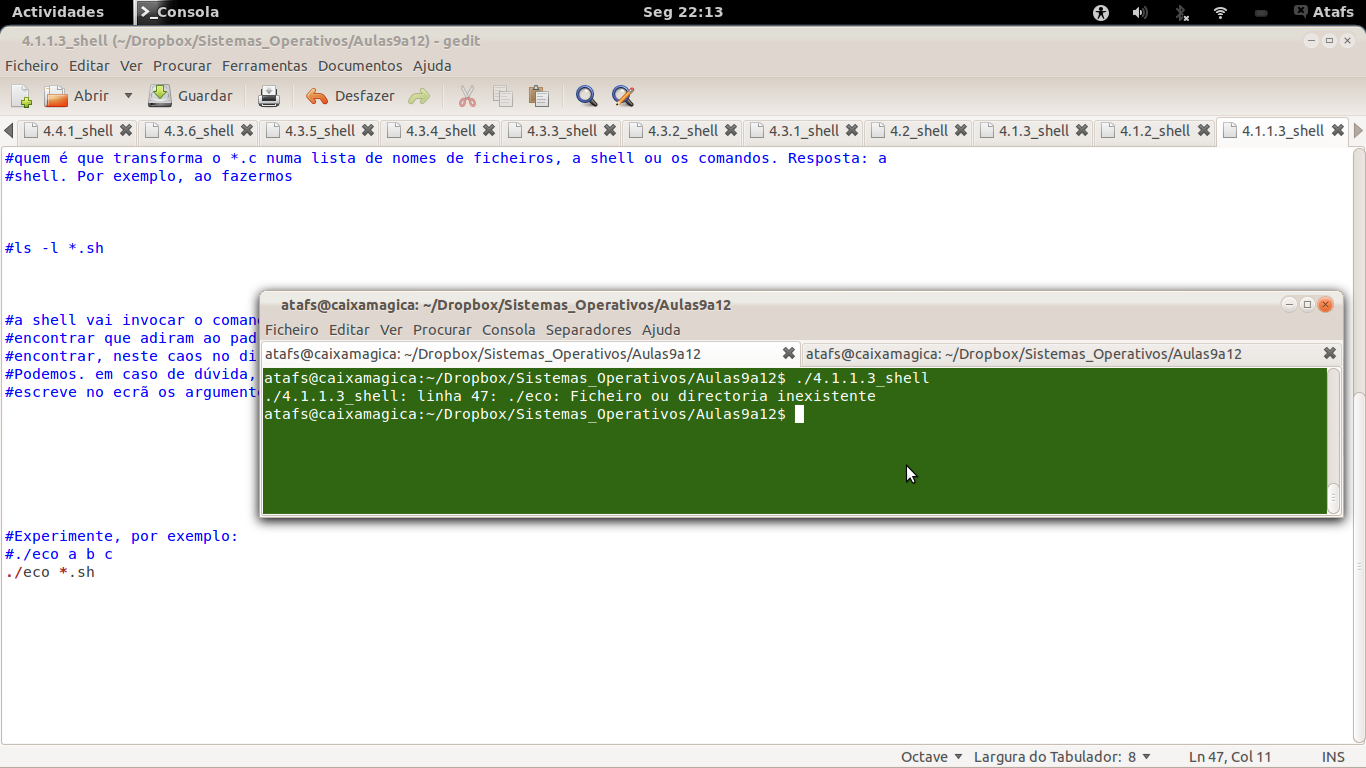 Actividades
>_Consola
Seg 22:13
Atafs
4.1.1.3_shell (~/Dropbox/Sistemas_Operativos/Aulas9a12) - gedit
Ficheiro Editar Ver Procurar Ferramentas Documentos Ajuda
Abrir Guardar Desfazer
4.4.1_shell 4.3.6_shell 4.3.5_shell 4.3.4_shell 4.3.3_shell 4.3.2_shell 4.3.1_shell 4.2_shell 4.1.3_shell 4.1.2_shell 4.1.1.3_shell
#quem é que transforma o *.c numa lista de nomes de ficheiros, a shell ou os comandos. Resposta: a
#shell. Por exemplo, ao fazermos
#ls -l *.sh
#a shell vai invocar o coman
#encontrar que adiram ao pad
#encontrar, neste caos no di
#Podemos. em caso de dúvida,
#escreve no ecrã os argument
atafs@caixamagica: ~/Dropbox/Sistemas_Operativos/Aulas9a12
Ficheiro Editar Ver Procurar Consola Separadores Ajuda
atafs@caixamagica: ~/Dropbox/Sistemas_Operativos/Aulas9a12 atafs@caixamagica: ~/Dropbox/Sistemas_Operativos/Aulas9a12
atafs@caixamagica:~/Dropbox/Sistemas_Operativos/Aulas9a12$ ./4.1.1.3_shell
./4.1.1.3_shell: linha 47: ./eco: Ficheiro ou directoria inexistente
atafs@caixamagica:~/Dropbox/Sistemas_Operativos/Aulas9a12$
#Experimente, por exemplo:
#./eco a b c
./eco *.sh
Octave Largura do Tabulador: 8 Ln 47, Col 11 INS